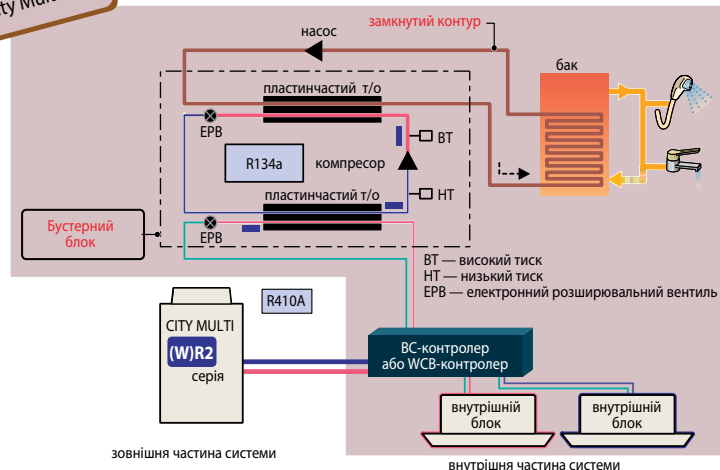 City Mult
замкнутий контур
насос
бак
пластинчастий т/о
ЕРВ
ВТ
R134a
компресор
пластинчастий т/о
НТ
Бустерний
блок
ЕРВ
ВТ — високий тиск
НТ — низький тиск
ЕРВ — електронний розширювальний вентиль
R410A
CITY MULTI
(W)R2
серія
ВС-контролер
або WCB-контролер
внутрішній
блок
внутрішній
блок
зовнішня частина системи
внутрішня частина системи